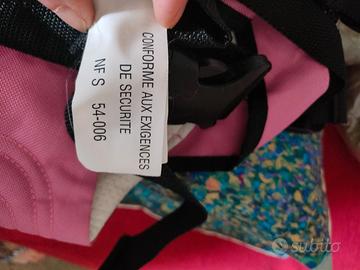 CONFORME AUX EXIGENCES
DE SECURITE
NF S 54-006
subito